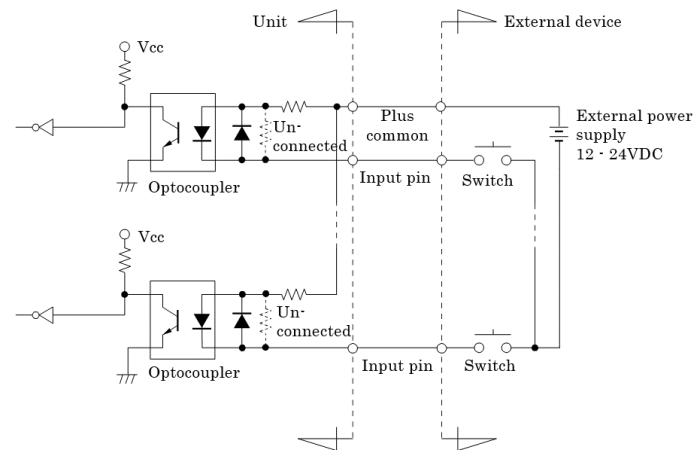 Unit
External device
Vcc
Un-
connected
Optocoupler
Plus
common
Input pin
Switch
External power
supply
12 - 24VDC
Vcc
Un-
connected
Optocoupler
Input pin
Switch